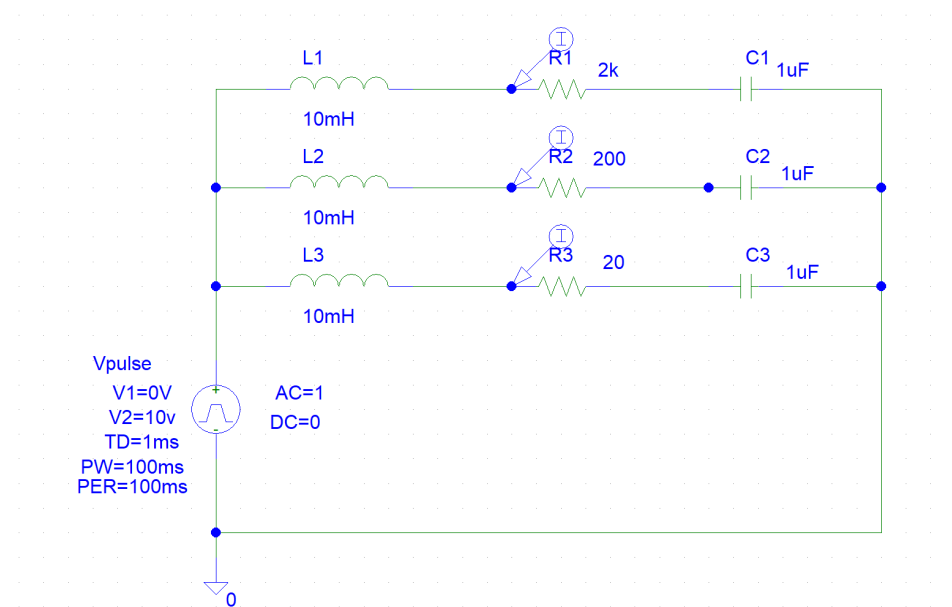 I
L1
R1
2k
C1
1uF
10mH
I
L2
R2
200
C2
1uF
10mH
I
L3
R3
20
C3
1uF
10mH
Vpulse
V1=0V
AC=1
V2=10v
DC=0
TD=1ms
PW=100ms
PER=100ms
+
-
0